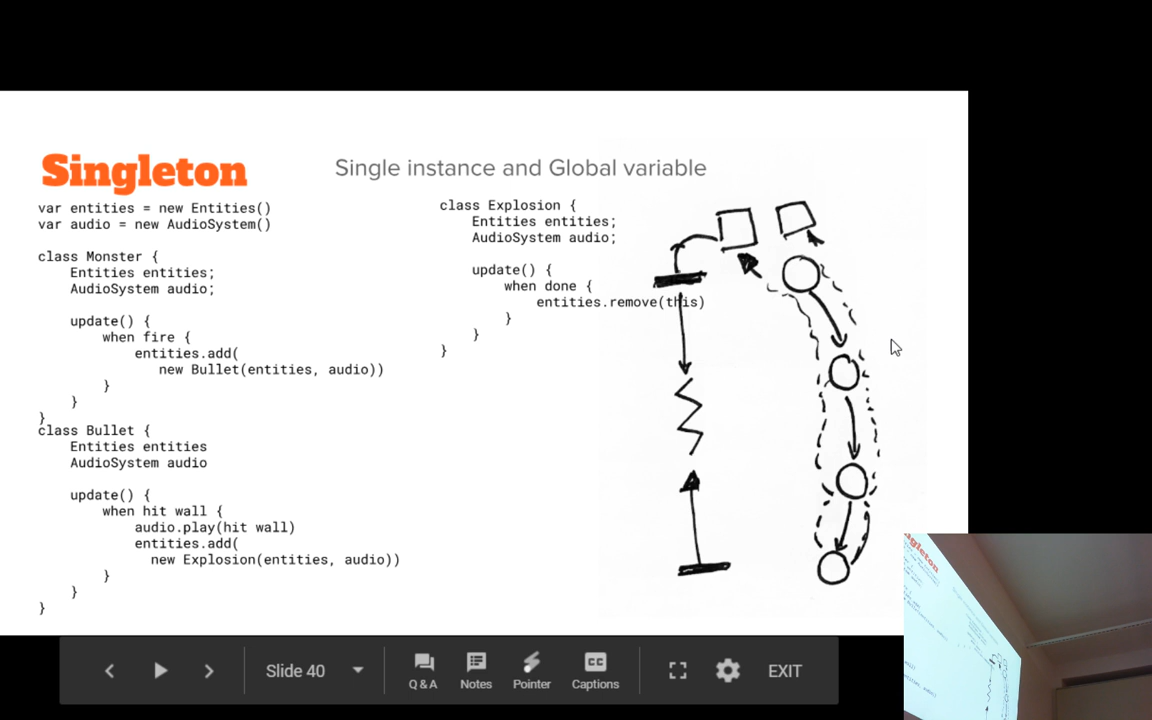 Singleton
Single instance and Global variable
var entities = new Entities()
var audio = new AudioSystem()
class Monster {
Entities entities;
AudioSystem audio;
update() {
when fire {
entities.add(
new Bullet(entities, audio))
}
}
}
class Bullet {
Entities entities
AudioSystem audio
update() {
when hit wall {
audio.play(hit wall)
entities.add(
new Explosion(entities, audio))
}
}
}
class Explosion {
Entities entities;
AudioSystem audio;
update() {
when done {
entities.remove(this)
}
}
}
Slide 40
Q & A
Notes
Pointer
CC
Captions
EXIT